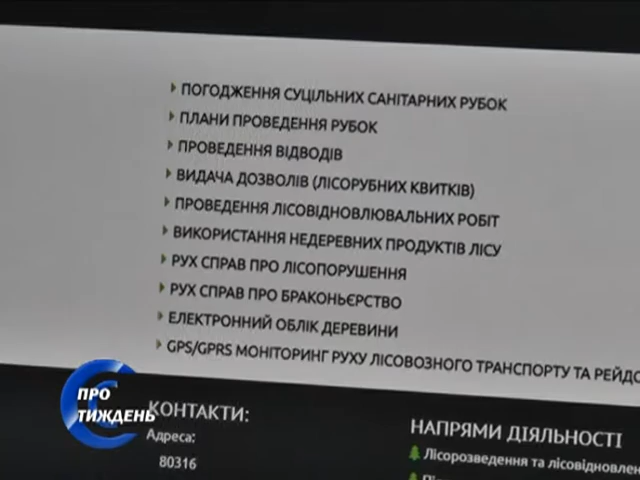 ПОГОДЖЕННЯ СУЦІЛЬНИХ САНІТАРНИХ РУБОК
ПЛАНИ ПРОВЕДЕННЯ РУБОК
ПРОВЕДЕННЯ ВІДВОДІВ
ВИДАЧА ДОЗВОЛІВ (ЛІСОРУБНИХ КВИТКІВ)
ПРОВЕДЕННЯ ЛІСОВІДНОВЛЮВАЛЬНИХ РОБІТ
ВИКОРИСТАННЯ НЕДЕРЕВНИХ ПРОДУКТІВ ЛІСУ
РУХ СПРАВ ПРО ЛІСОПОРУШЕННЯ
РУХ СПРАВ ПРО БРАКОНЬЄРСТВО
ЕЛЕКТРОННИЙ ОБЛІК ДЕРЕВИНИ
GPS/GPRS МОНІТОРИНГ РУХУ ЛІСОВОЗНОГО ТРАНСПОРТУ ТА РЕЙДО
ПРО
ТИЖДЕНЬ
КОНТАКТИ:
Адреса:
80316
НАПРЯМИ ДІЯЛЬНОСТІ
Лісорозведення та лісовідновлен